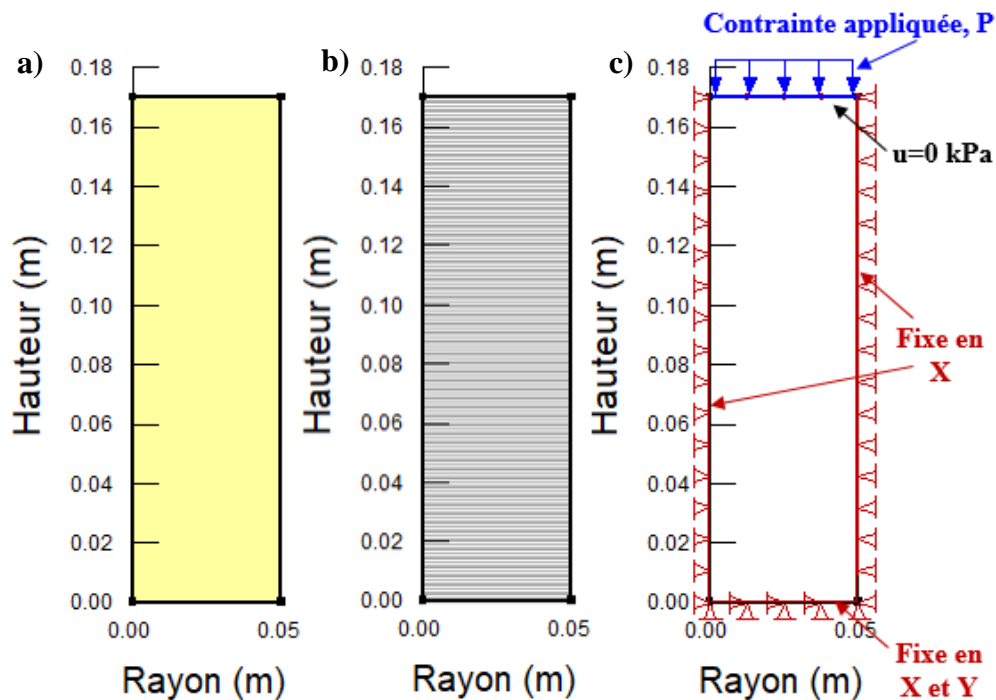 a)
0.18
0.16
0.14
0.12
0.10
0.08
0.06
0.04
0.02
0.00
0.00 0.05
Hauteur (m)
Rayon (m)
b)
0.18
0.16
0.14
0.12
0.10
0.08
0.06
0.04
0.02
0.00
0.00 0.05
Hauteur (m)
Rayon (m)
c)
Contrainte appliquée, P
0.18
0.16
0.14
0.12
0.10
0.08
0.06
0.04
0.02
0.00
0.00 0.05
Hauteur (m)
Rayon (m)
u=0 kPa
Fixe en
X
Fixe en
X et Y